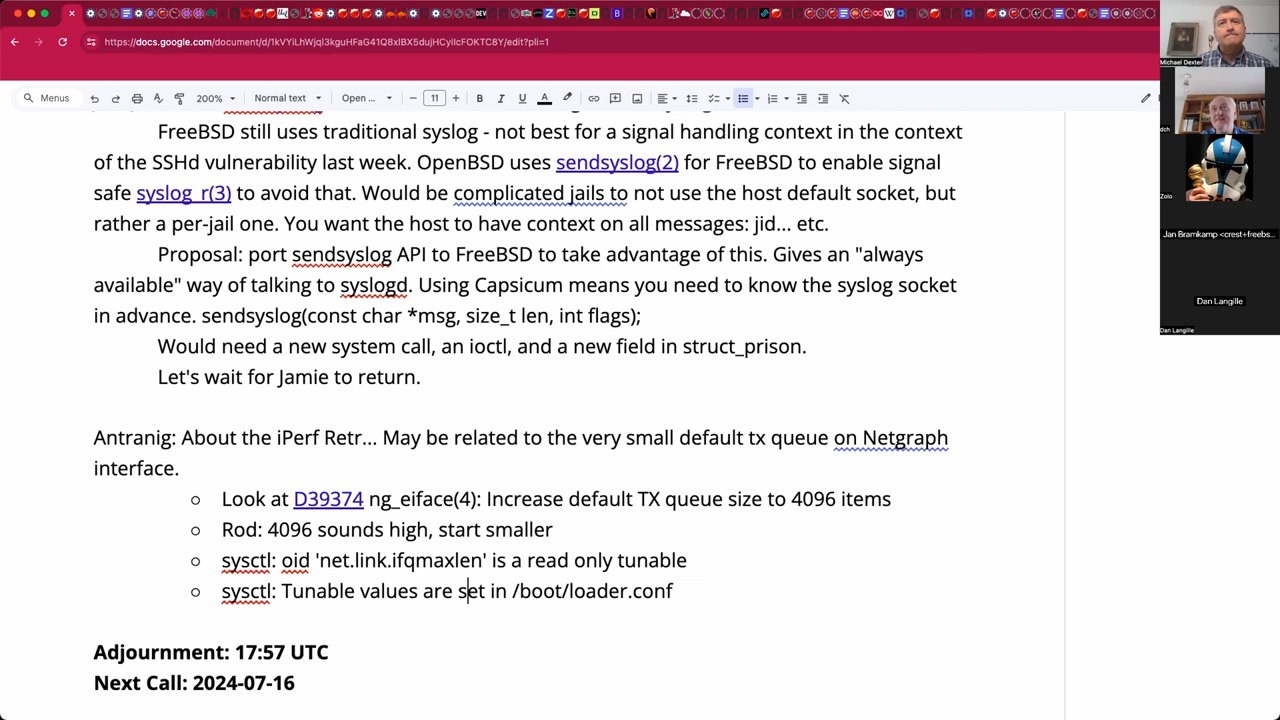 https://docs.google.com/document/d/1kVYiLhWjqI3kguHFaG41Q8xlBX5dujHCyilcFOKTC8Y/edit?pli=1
Menus
200%
Normal text
Open ...
11
B I U A
FreeBSD still uses traditional syslog - not best for a signal handling context in the context
of the SSHd vulnerability last week. OpenBSD uses sendsyslog(2) for FreeBSD to enable signal
safe syslog_r(3) to avoid that. Would be complicated jails to not use the host default socket, but
rather a per-jail one. You want the host to have context on all messages: jid... etc.
Proposal: port sendsyslog API to FreeBSD to take advantage of this. Gives an "always
available" way of talking to syslogd. Using Capsicum means you need to know the syslog socket
in advance. sendsyslog(const char *msg, size_t len, int flags);
Would need a new system call, an ioctl, and a new field in struct_prison.
Let's wait for Jamie to return.
Antranig: About the iPerf Retr... May be related to the very small default tx queue on Netgraph
interface.
Look at D39374 ng_eiface(4): Increase default TX queue size to 4096 items
Rod: 4096 sounds high, start smaller
sysctl: oid 'net.link.ifqmaxlen' is a read only tunable
sysctl: Tunable values are set in /boot/loader.conf
Adjournment: 17:57 UTC
Next Call: 2024-07-16
Michael Dexter
dch
Zolo
Jan Bramkamp <crest+freebs...
Dan Langille
Dan Langille